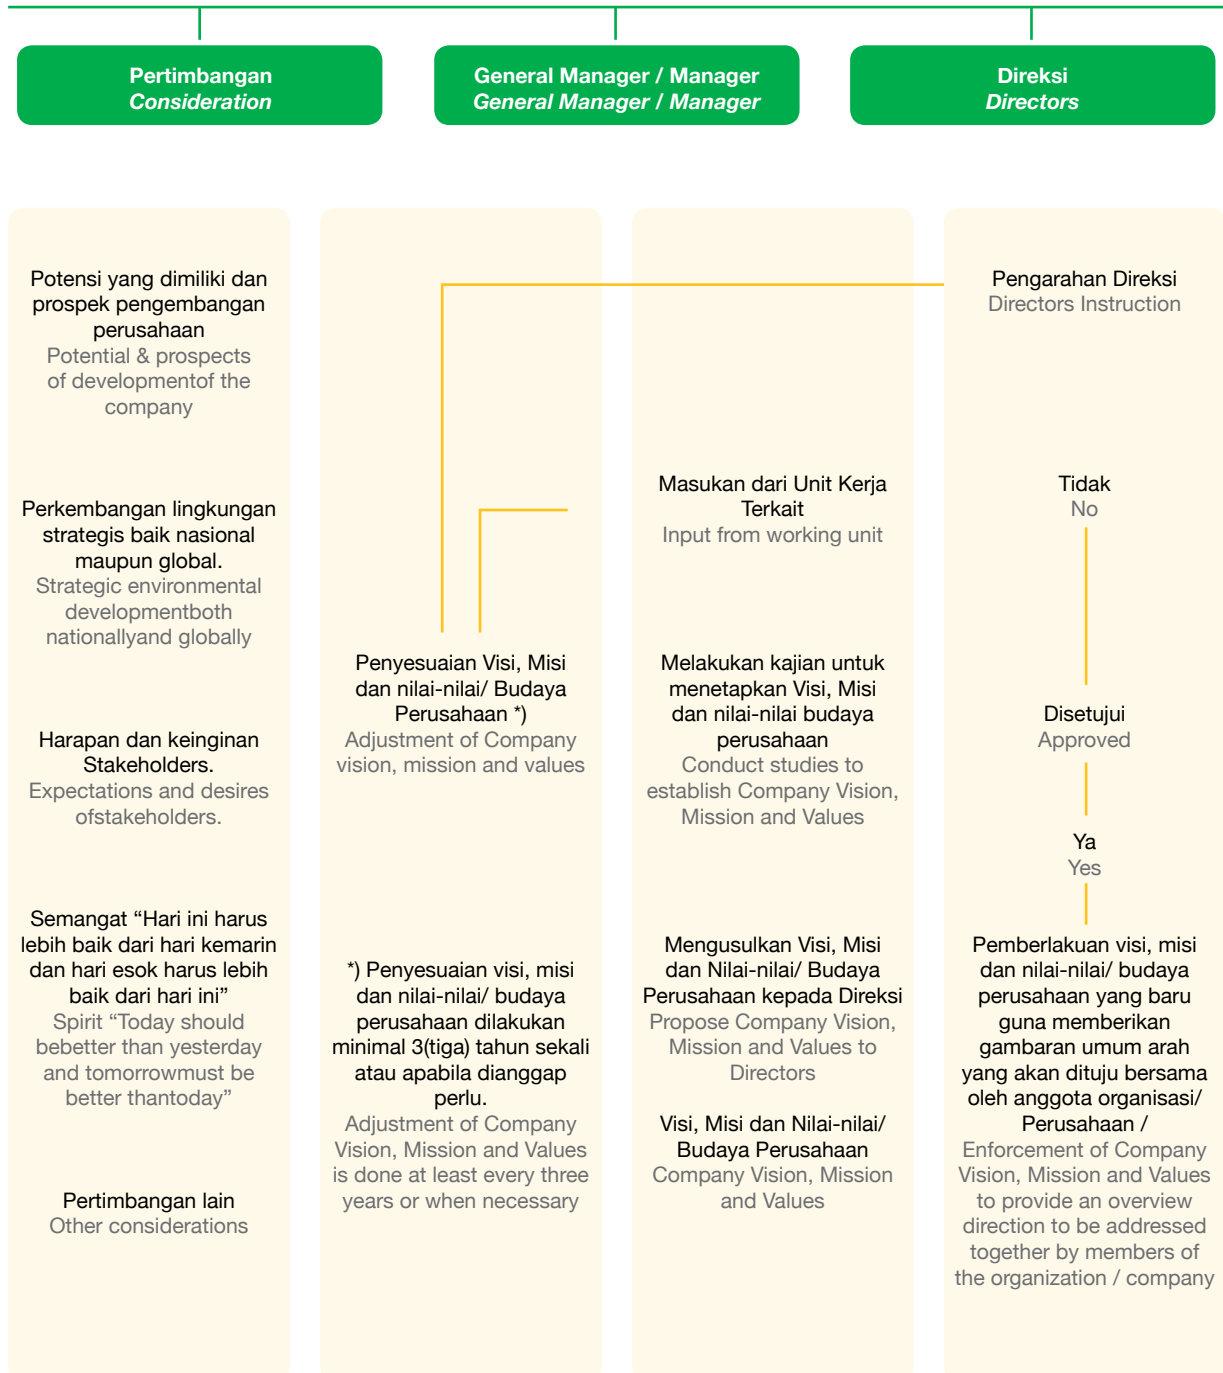 Pertimbangan
Consideration
General Manager / Manager
General Manager / Manager
Direksi
Directors
Potensi yang dimiliki dan
prospek pengembangan
perusahaan
Potential & prospects
of developmentof the
company
Perkembangan lingkungan
strategis baik nasional
maupun global.
Strategic environmental
developmentboth
nationallyand globally
Harapan dan keinginan
Stakeholders.
Expectations and desires
ofstakeholders.
Semangat “Hari ini harus
lebih baik dari hari kemarin
dan hari esok harus lebih
baik dari hari ini”
Spirit “Today should
bebetter than yesterday
and tomorrowmust be
better thantoday”
Pertimbangan lain
Other considerations
Penyesuaian Visi, Misi
dan nilai-nilai/ Budaya
Perusahaan *)
Adjustment of Company
vision, mission and values
*) Penyesuaian visi, misi
dan nilai-nilai/ budaya
perusahaan dilakukan
minimal 3(tiga) tahun sekali
atau apabila dianggap
perlu.
Adjustment of Company
Vision, Mission and Values
is done at least every three
years or when necessary
Masukan dari Unit Kerja
Terkait
Input from working unit
Melakukan kajian untuk
menetapkan Visi, Misi
dan nilai-nilai budaya
perusahaan
Conduct studies to
establish Company Vision,
Mission and Values
Mengusulkan Visi, Misi
dan Nilai-nilai/ Budaya
Perusahaan kepada Direksi
Propose Company Vision,
Mission and Values to
Directors
Visi, Misi dan Nilai-nilai/
Budaya Perusahaan
Company Vision, Mission
and Values
Pengarahan Direksi
Directors Instruction
Tidak
No
Disetujui
Approved
Ya
Yes
Pemberlakuan visi, misi
dan nilai-nilai/ budaya
perusahaan yang baru
guna memberikan
gambaran umum arah
yang akan dituju bersama
oleh anggota organisasi/
Perusahaan /
Enforcement of Company
Vision, Mission and Values
to provide an overview
direction to be addressed
together by members of
the organization / company